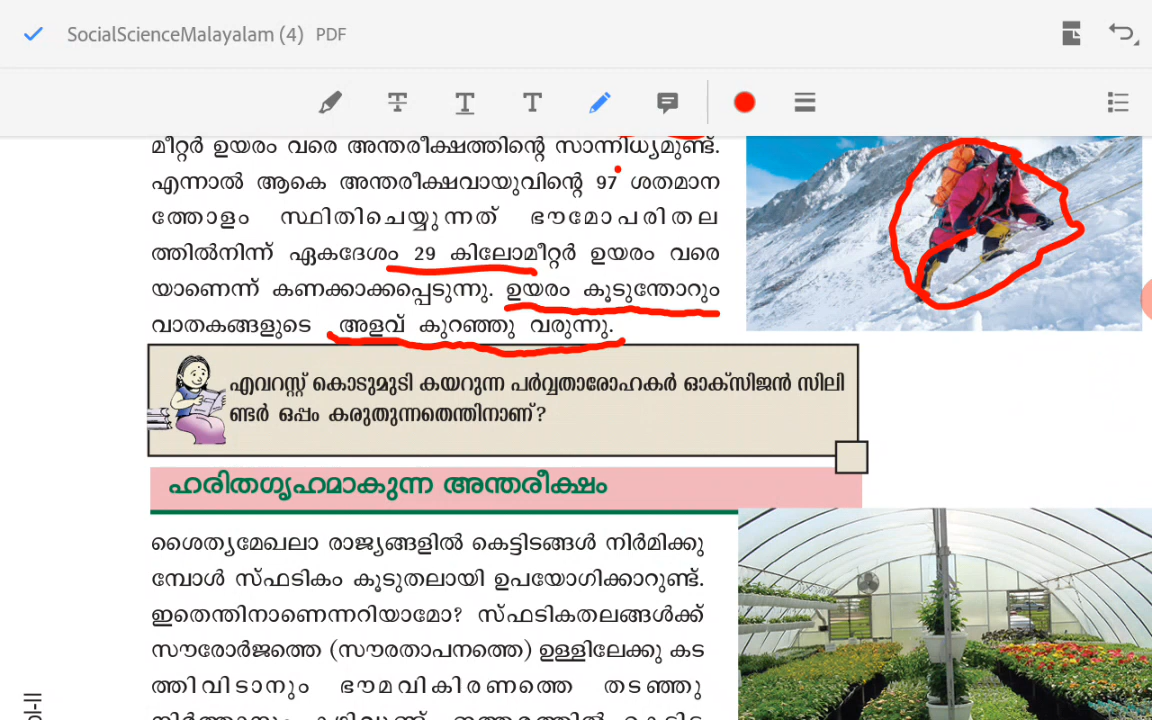 SocialScienceMalayalam (4) PDF
മീറ്റർ ഉയരം വരെ അന്തരീക്ഷത്തിന്റെ സാന്നിധ്യമുണ്ട്.
എന്നാൽ ആകെ അന്തരീക്ഷവായുവിന്റെ 97 ശതമാന
ത്തോളം സ്ഥിതിചെയ്യുന്നത് ഭൗമോപരിതല
ത്തിൽനിന്ന് ഏകദേശം 29 കിലോമീറ്റർ ഉയരം വരെ
യാണെന്ന് കണക്കാക്കപ്പെടുന്നു. ഉയരം കൂടുന്തോറും
വാതകങ്ങളുടെ അളവ് കുറഞ്ഞു വരുന്നു.
എവറസ്റ്റ് കൊടുമുടി കയറുന്ന പർവ്വതാരോഹകർ ഓക്സിജൻ സിലി
ണ്ടർ ഒപ്പം കരുതുന്നതെന്തിനാണ്?
ഹരിതഗൃഹമാകുന്ന അന്തരീക്ഷം
ശൈത്യമേഖലാ രാജ്യങ്ങളിൽ കെട്ടിടങ്ങൾ നിർമിക്കു
മ്പോൾ സ്ഫടികം കൂടുതലായി ഉപയോഗിക്കാറുണ്ട്.
ഇതെന്തിനാണെന്നറിയാമോ? സ്ഫടികതലങ്ങൾക്ക്
സൗരോർജത്തെ (സൗരതാപനത്തെ) ഉള്ളിലേക്കു കട
ത്തിവിടാനും ഭൗമവികിരണത്തെ തടഞ്ഞു